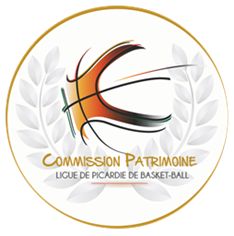 COMMISSION PATRIMOINE
LIGUE DE PICARDIE DE BASKET-BALL